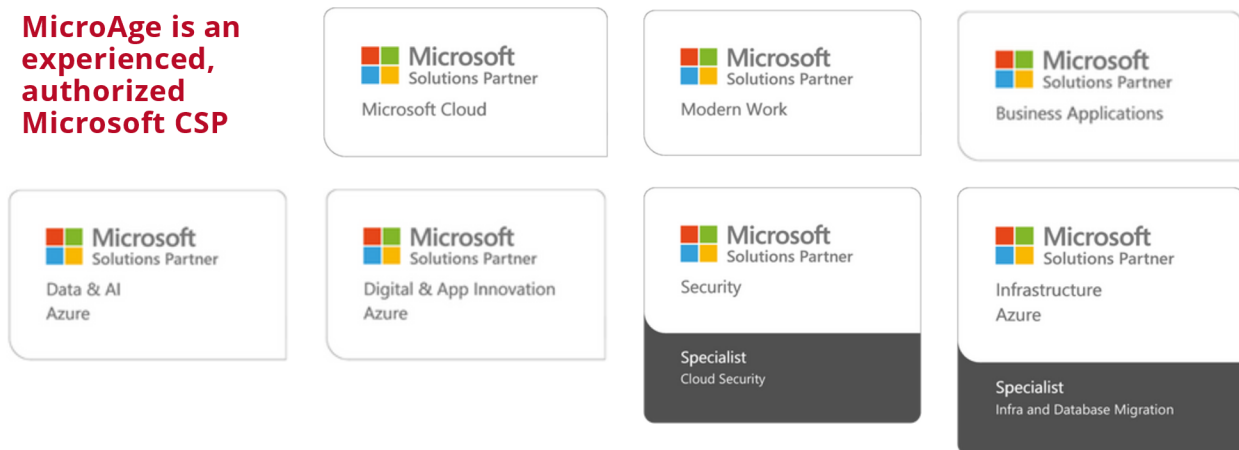 MicroAge is an
experienced,
authorized
Microsoft CSP
Microsoft
Solutions Partner
Microsoft Cloud
Microsoft
Solutions Partner
Modern Work
Microsoft
Solutions Partner
Business Applications
Microsoft
Solutions Partner
Data & AI
Azure
Microsoft
Solutions Partner
Digital & App Innovation
Azure
Microsoft
Solutions Partner
Security
Specialist
Cloud Security
Microsoft
Solutions Partner
Infrastructure
Azure
Specialist
Infra and Database Migration